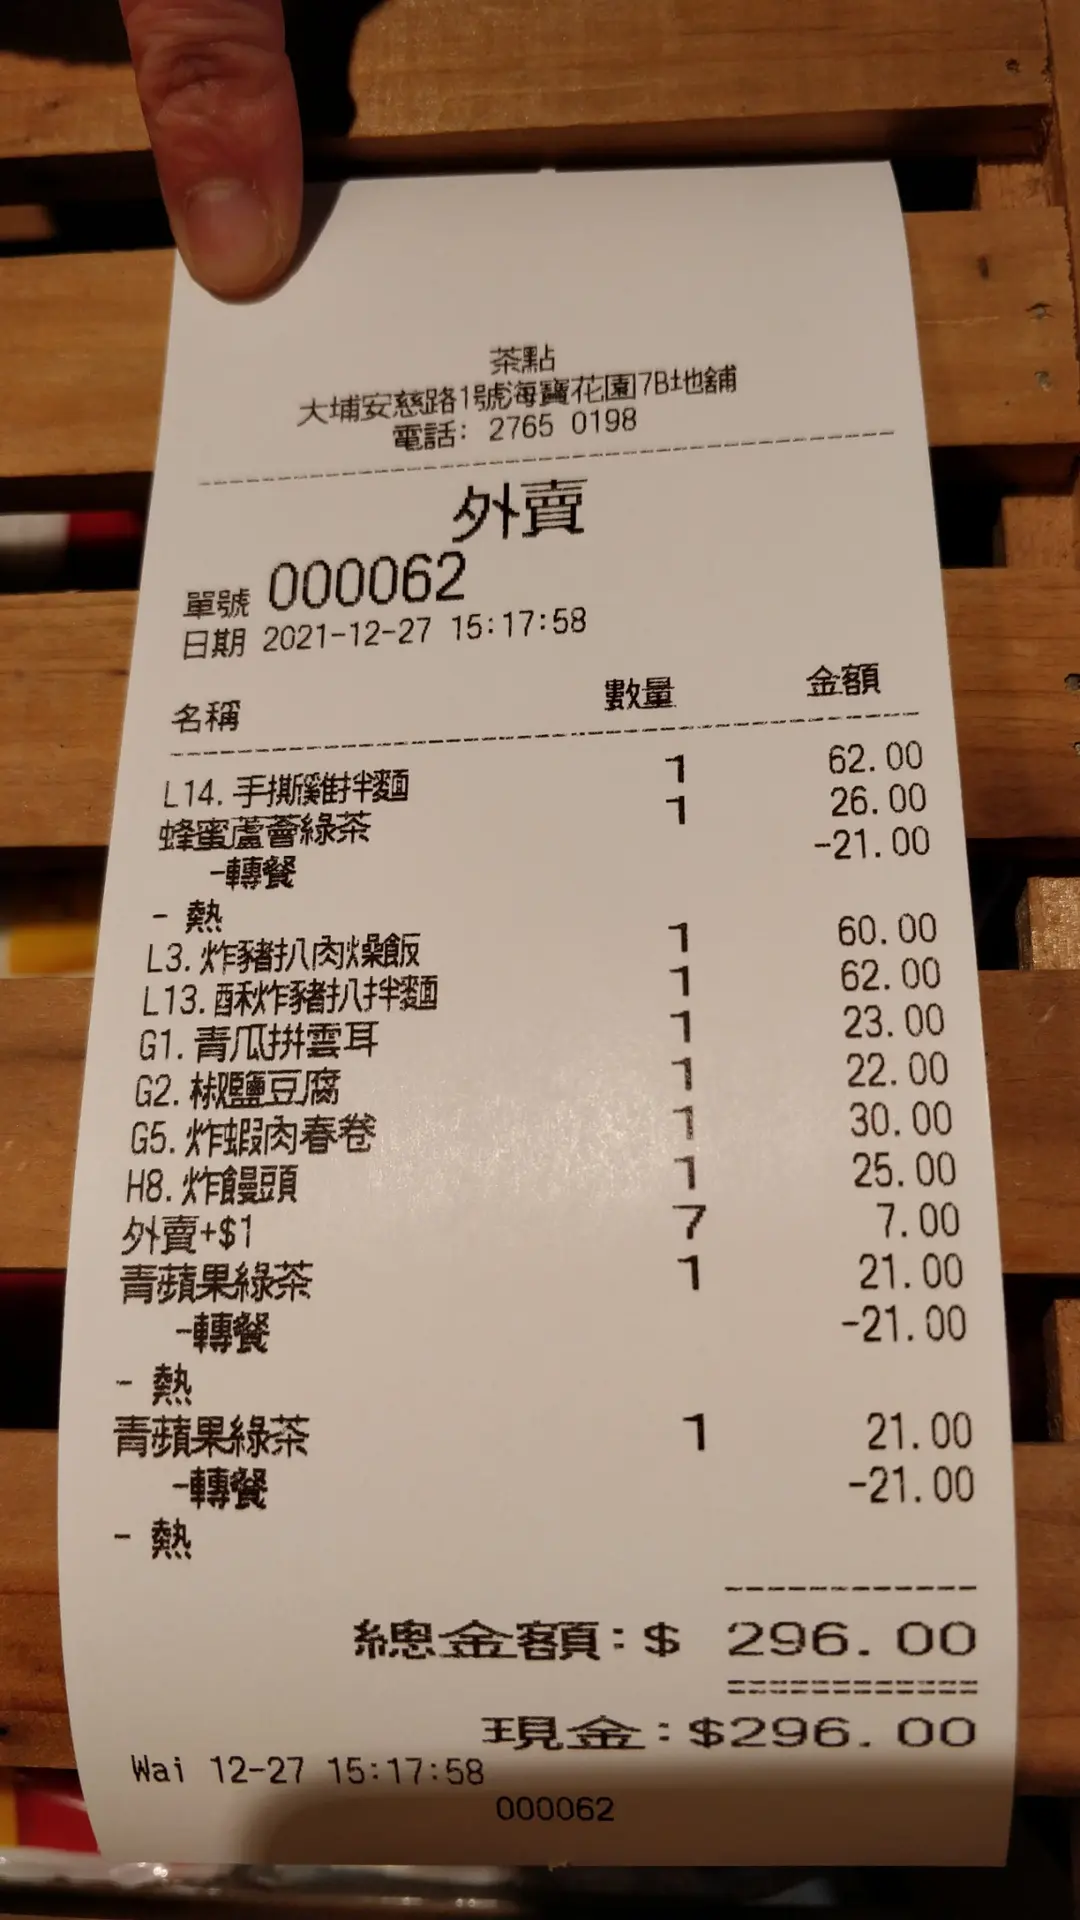 茶點
大埔安慈路1號海寶花園7B地舖
電話: 2765 0198
外賣
單號 000062
日期 2021-12-27 15:17:58
名稱 數量 金額
L14. 手撕雞拌麵 1 62.00
蜂蜜蘆薈綠茶 1 26.00
-轉餐 -21.00
- 熱
L3. 炸豬扒肉燥飯 1 60.00
L13. 酥炸豬扒拌麵 1 62.00
G1. 青瓜拼雲耳 1 23.00
G2. 椒鹽豆腐 1 22.00
G5. 炸蝦肉春卷 1 30.00
H8. 炸饅頭 1 25.00
外賣+$1 7 7.00
青蘋果綠茶 1 21.00
-轉餐 -21.00
- 熱
青蘋果綠茶 1 21.00
-轉餐 -21.00
- 熱
總金額:$ 296.00
現金:$296.00
Wai 12-27 15:17:58
000062